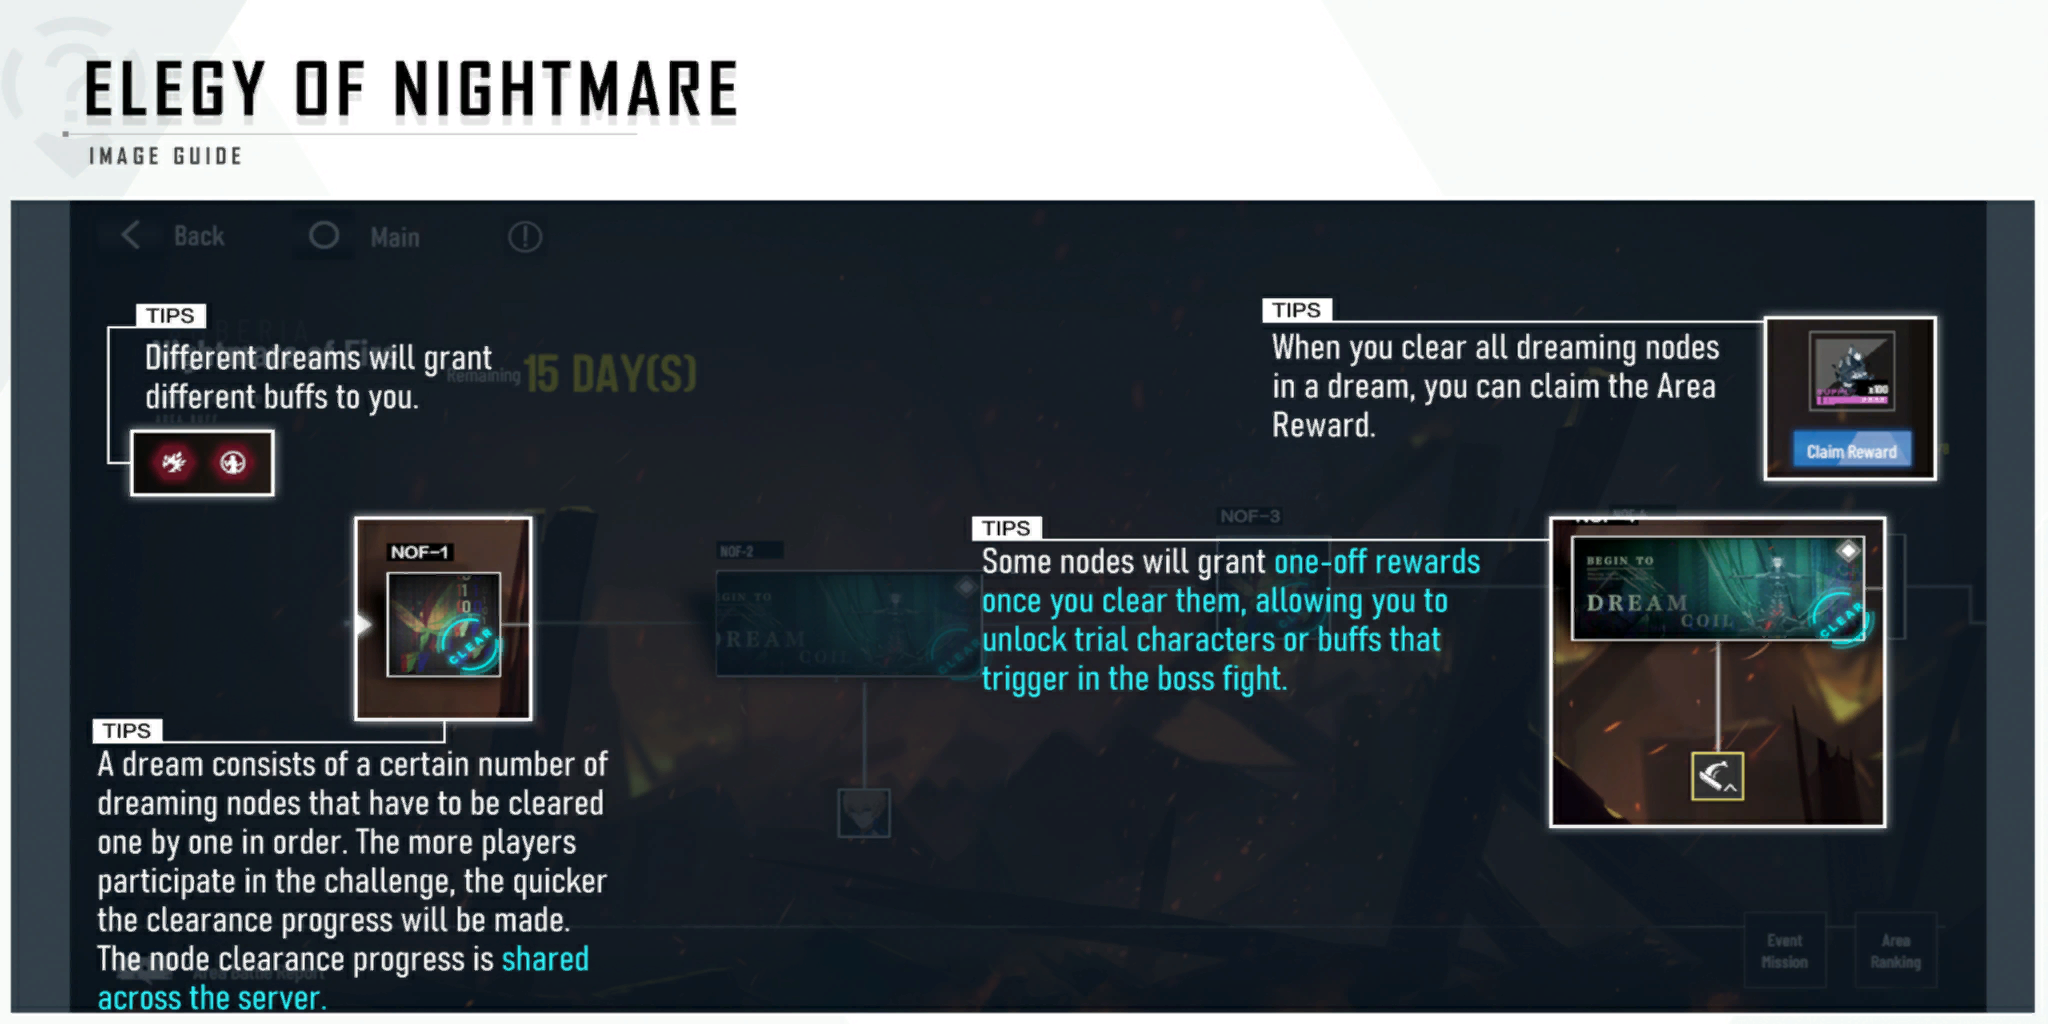 ELEGY OF NIGHTMARE
IMAGE GUIDE
Back
Main
TIPS
Different dreams will grant
different buffs to you.
Remaining 15 DAY(S)
TIPS
When you clear all dreaming nodes
in a dream, you can claim the Area
Reward.
x100
Claim Reward
NOF-1
CLEAR
NOF-2
DREAM
COIL
CLEAR
NOF-3
TIPS
Some nodes will grant one-off rewards
once you clear them, allowing you to
unlock trial characters or buffs that
trigger in the boss fight.
BEGIN TO
DREAM
COIL
CLEAR
TIPS
A dream consists of a certain number of
dreaming nodes that have to be cleared
one by one in order. The more players
participate in the challenge, the quicker
the clearance progress will be made.
The node clearance progress is shared
across the server.
Event
Mission
Area
Ranking